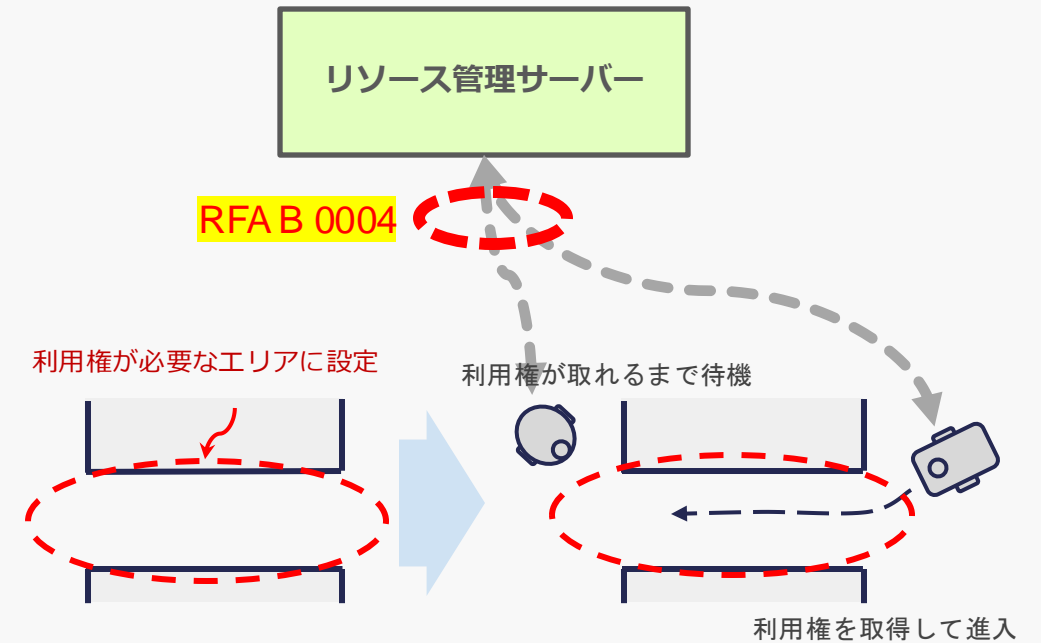 リソース管理サーバー
RFA B 0004
利用権が必要なエリアに設定
利用権が取れるまで待機
利用権を取得して進入